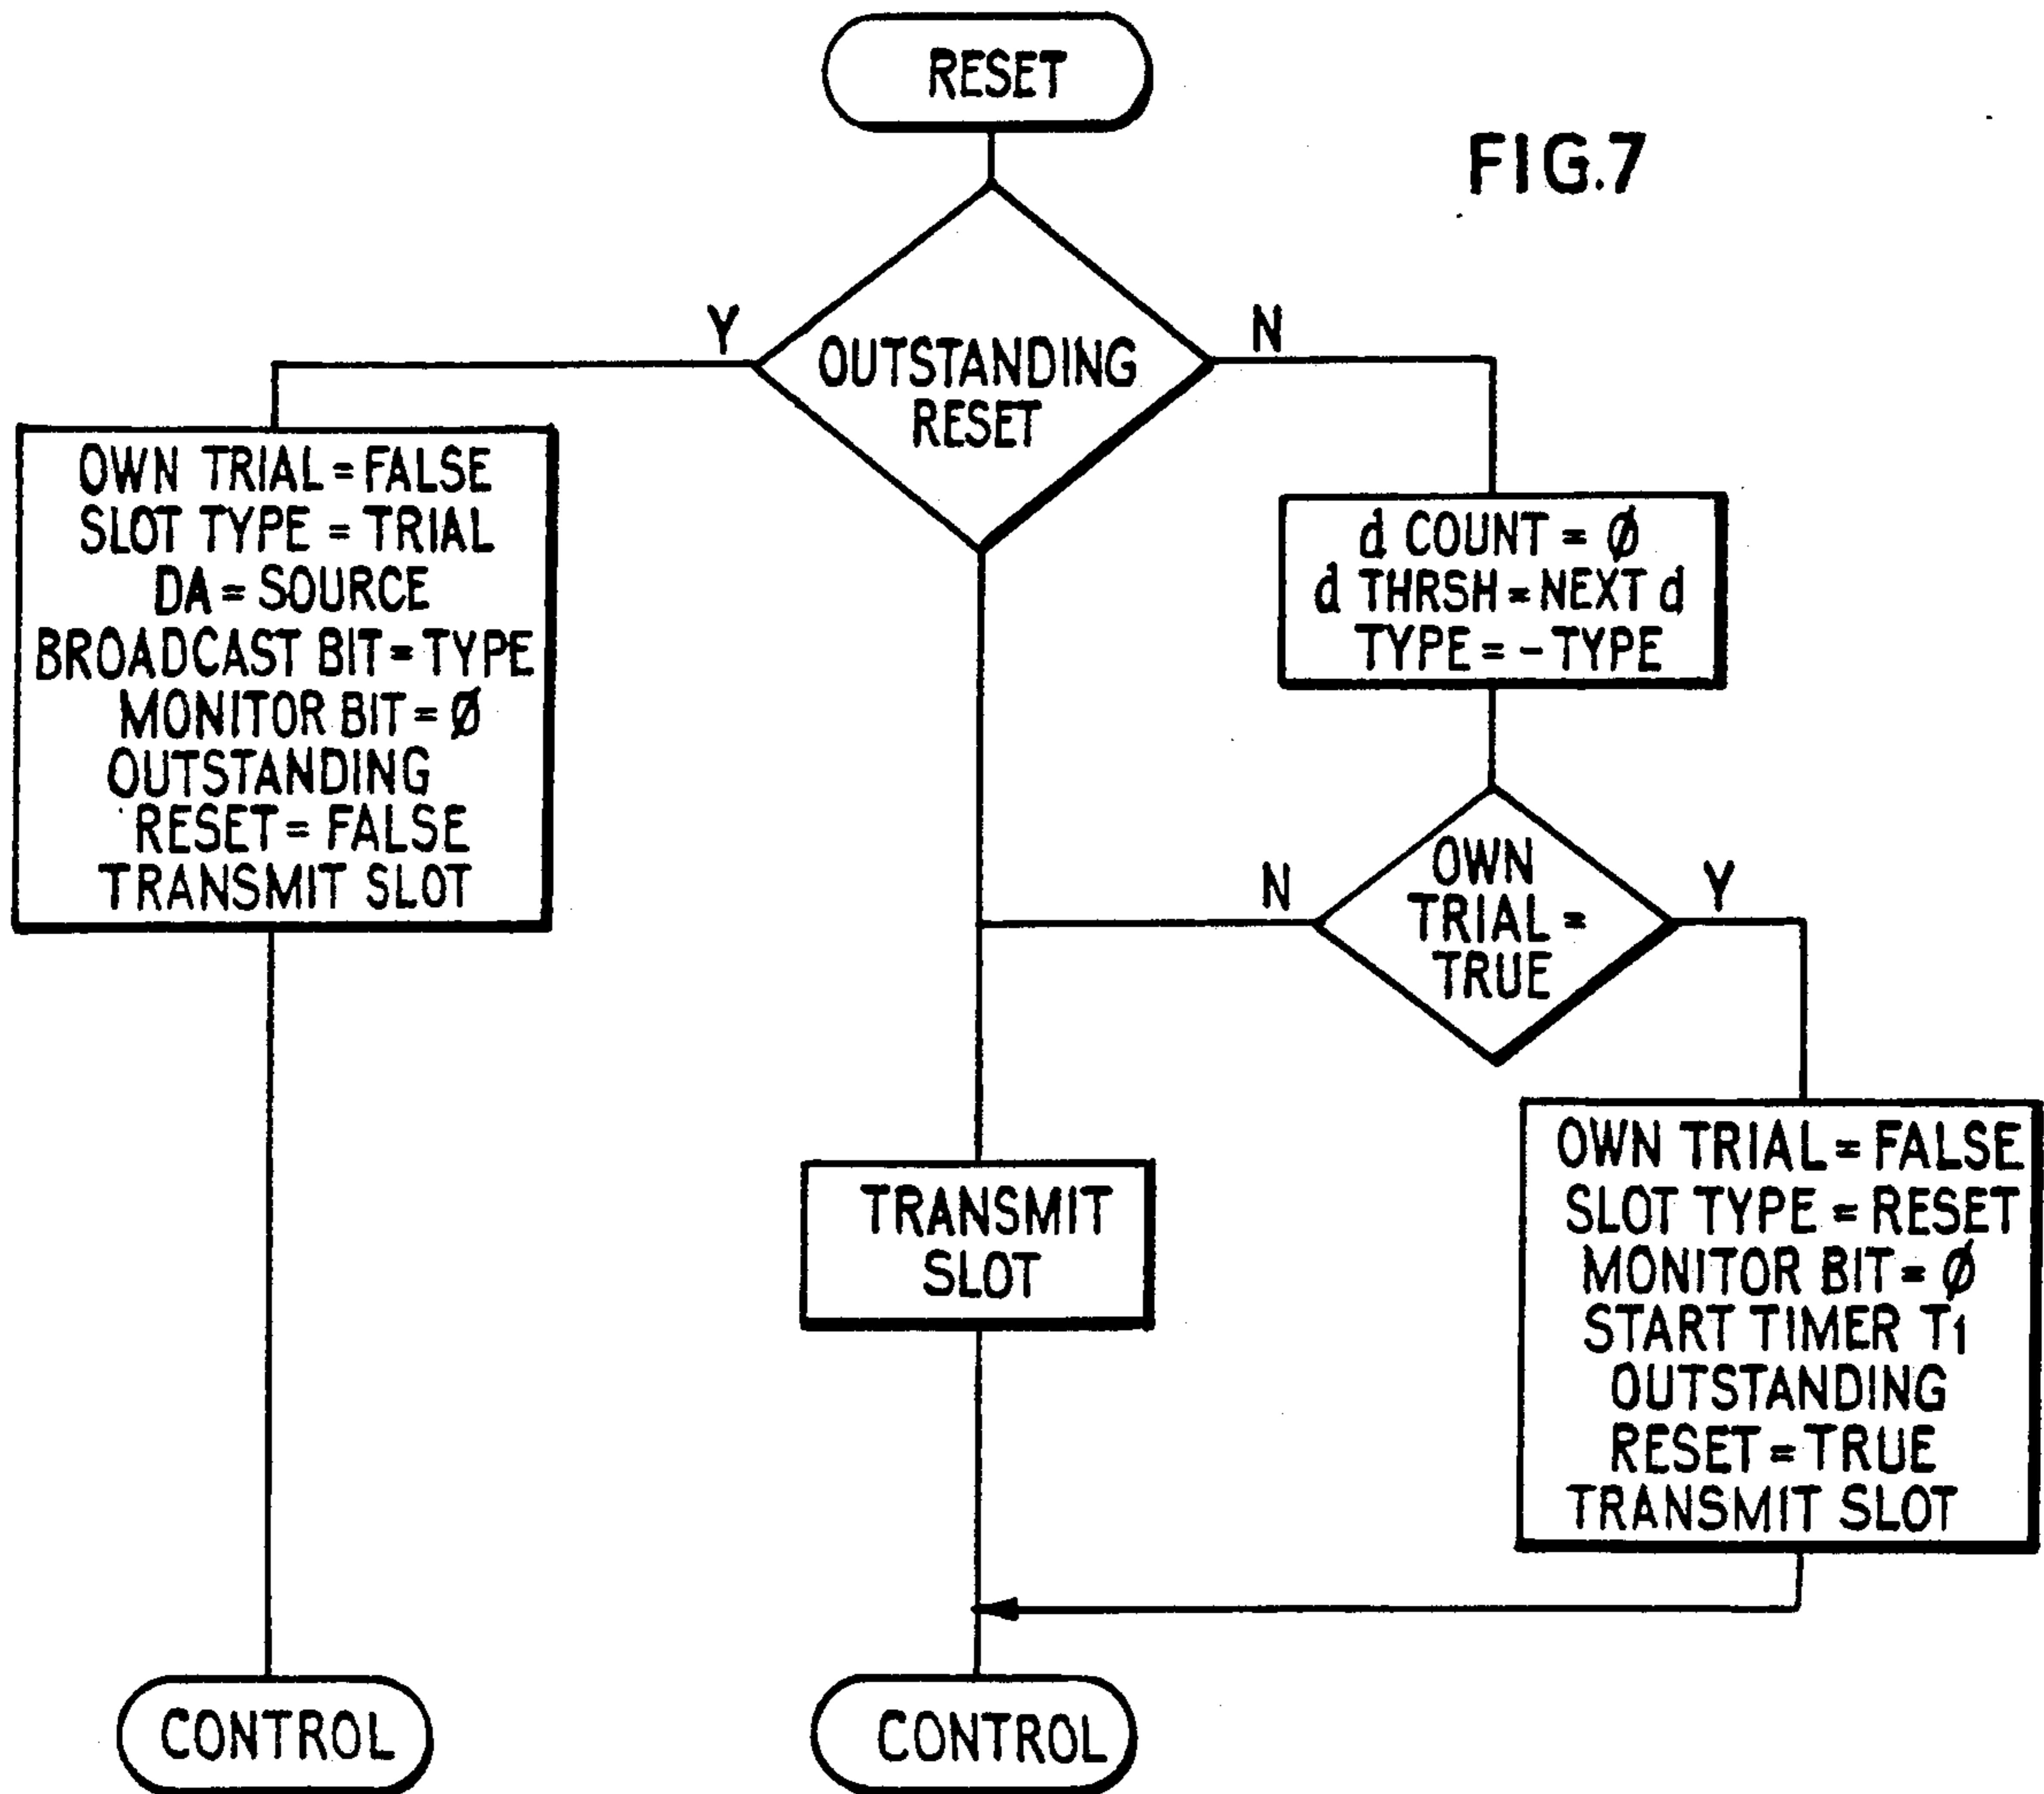 RESET
FIG.7
OUTSTANDING
RESET
Y
N
OWN TRIAL = FALSE
SLOT TYPE = TRIAL
DA = SOURCE
BROADCAST BIT = TYPE
MONITOR BIT = Ø
OUTSTANDING
RESET = FALSE
TRANSMIT SLOT
d COUNT = Ø
d THRSH = NEXT d
TYPE = - TYPE
N
OWN
TRIAL =
TRUE
Y
TRANSMIT
SLOT
OWN TRIAL = FALSE
SLOT TYPE = RESET
MONITOR BIT = Ø
START TIMER T1
OUTSTANDING
RESET = TRUE
TRANSMIT SLOT
CONTROL
CONTROL